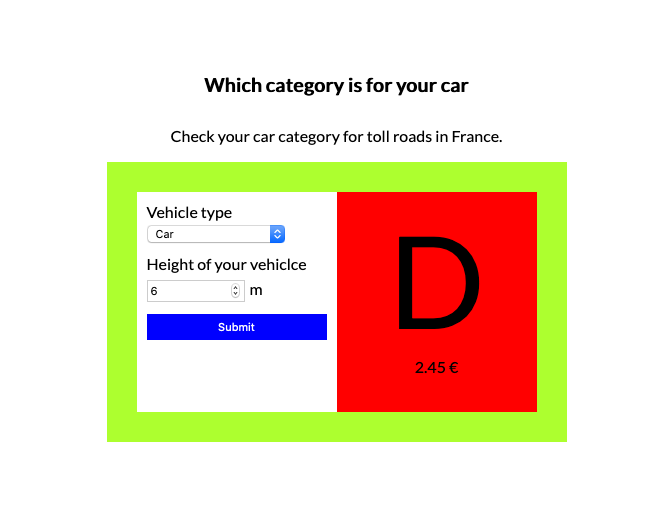 Which category is for your car
Check your car category for toll roads in France.
Vehicle type
Car
Height of your vehiclce
6 m
Submit
D
2.45 €